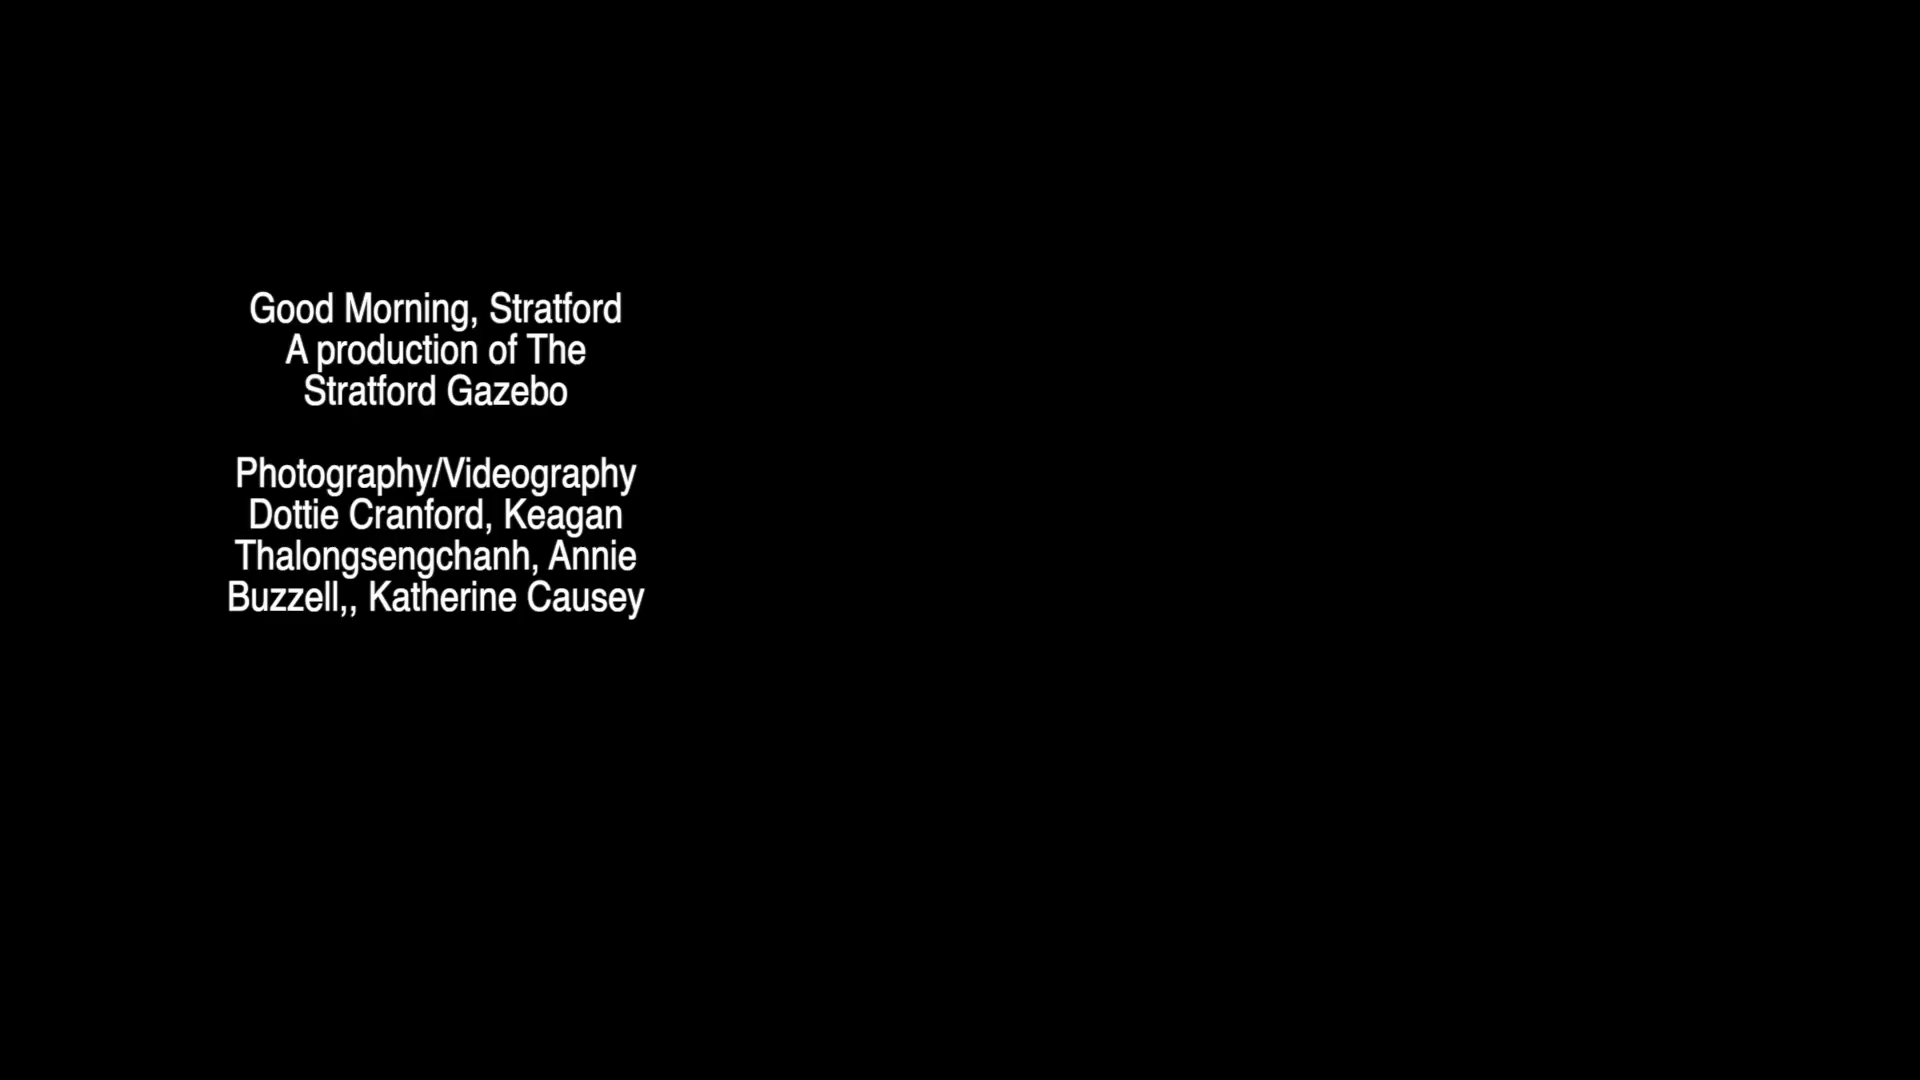 Good Morning, Stratford
A production of The
Stratford Gazebo
Photography/Videography
Dottie Cranford, Keagan
Thalongsengchanh, Annie
Buzzell,, Katherine Causey